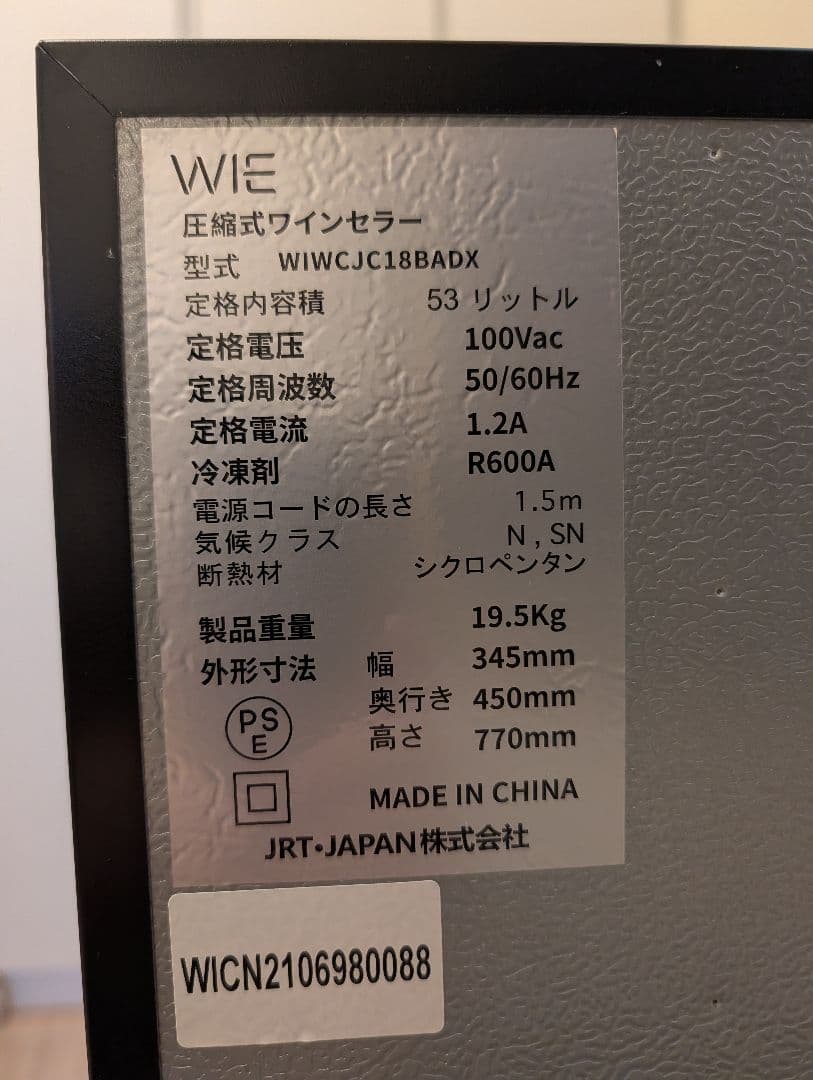 WIE
圧縮式ワインセラー
型式 WIWCJC18BADX
定格内容積 53 リットル
定格電圧 100Vac
定格周波数 50/60Hz
定格電流 1.2A
冷凍剤 R600A
電源コードの長さ 1.5m
気候クラス N , SN
断熱材 シクロペンタン
製品重量 19.5Kg
外形寸法 幅 345mm
奥行き 450mm
高さ 770mm
PS
E
MADE IN CHINA
JRT・JAPAN株式会社
WICN2106980088